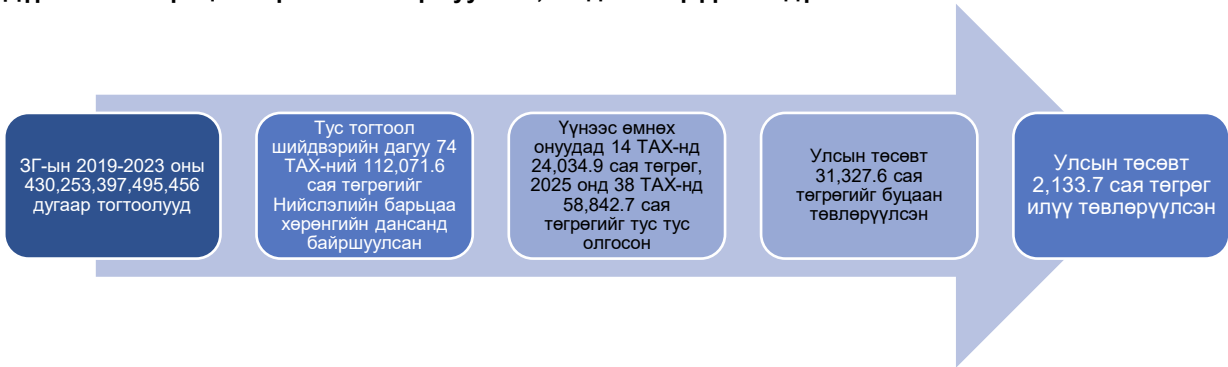 ЗГ-ын 2019-2023 оны
430,253,397,495,456
дугаар тогтоолууд
Тус тогтоол
шийдвэрийн дагуу 74
ТАХ-ний 112,071.6
сая төгрөгийг
Нийслэлийн барьцаа
хөрөнгийн дансанд
байршуулсан
Үүнээс өмнөх
онуудад 14 ТАХ-нд
24,034.9 сая төгрөг,
2025 онд 38 ТАХ-нд
58,842.7 сая
төгрөгийг тус тус
олгосон
Улсын төсөвт
31,327.6 сая
төгрөгийг буцаан
төвлөрүүлсэн
Улсын төсөвт
2,133.7 сая төгрөг
илүү төвлөрүүлсэн